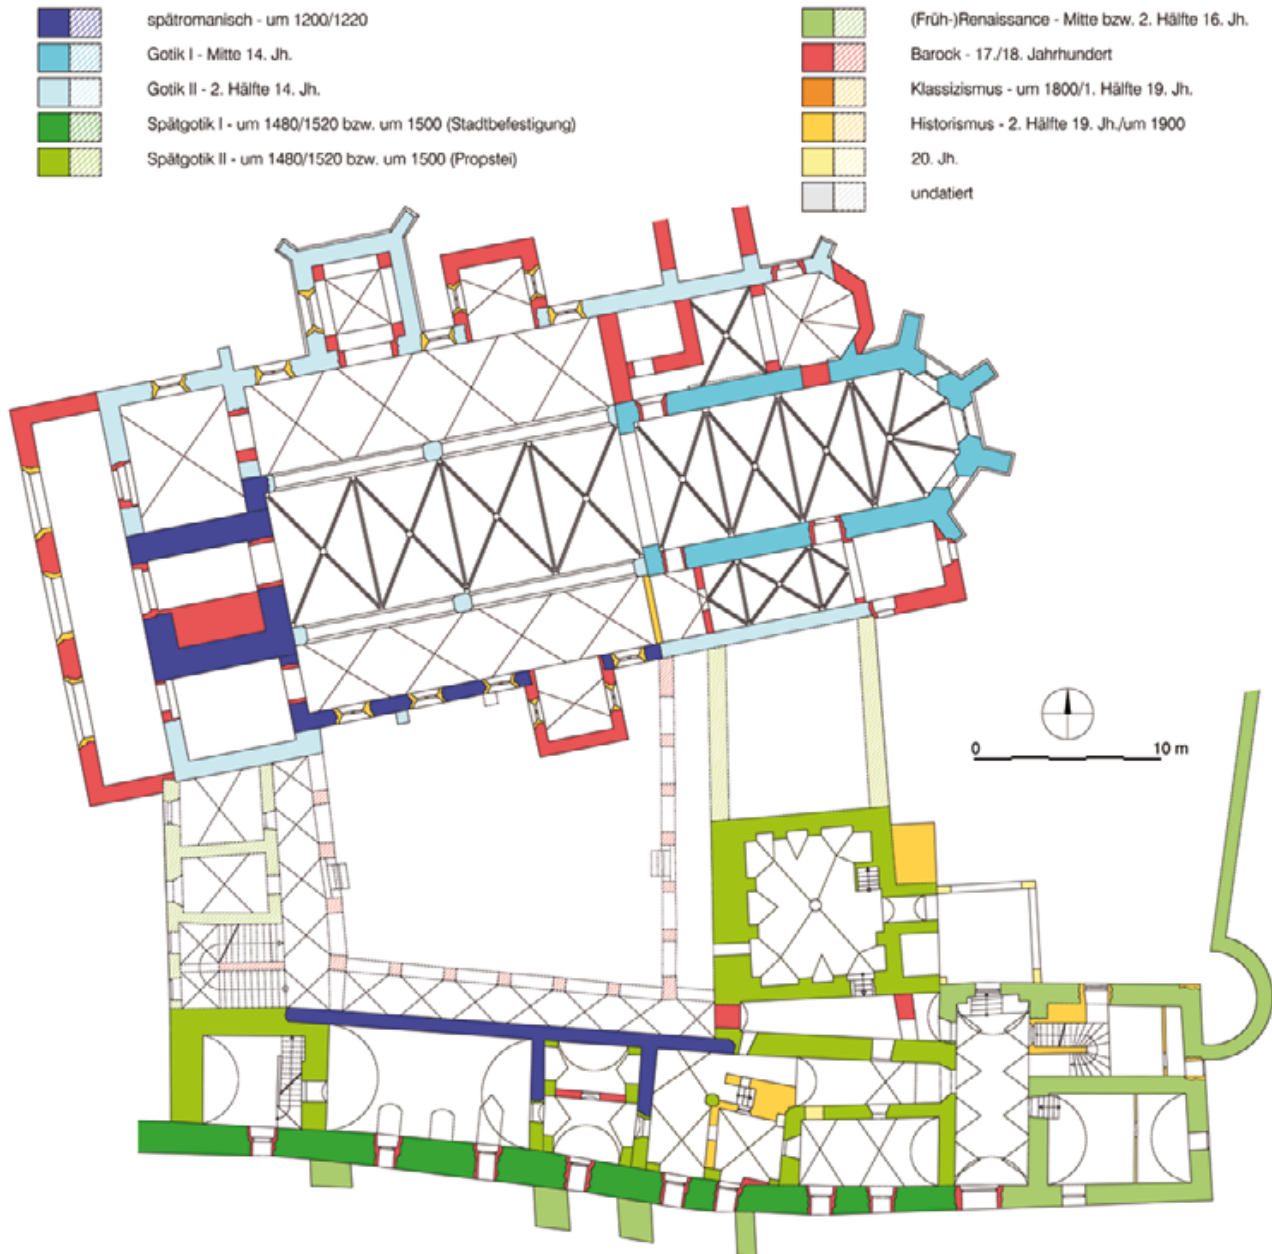 spätromanisch - um 1200/1220
Gotik I - Mitte 14. Jh.
Gotik II - 2. Hälfte 14. Jh.
Spätgotik I - um 1480/1520 bzw. um 1500 (Stadtbefestigung)
Spätgotik II - um 1480/1520 bzw. um 1500 (Propstei)
(Früh-)Renaissance - Mitte bzw. 2. Hälfte 16. Jh.
Barock - 17./18. Jahrhundert
Klassizismus - um 1800/1. Hälfte 19. Jh.
Historismus - 2. Hälfte 19. Jh./um 1900
20. Jh.
undatiert
0 10 m